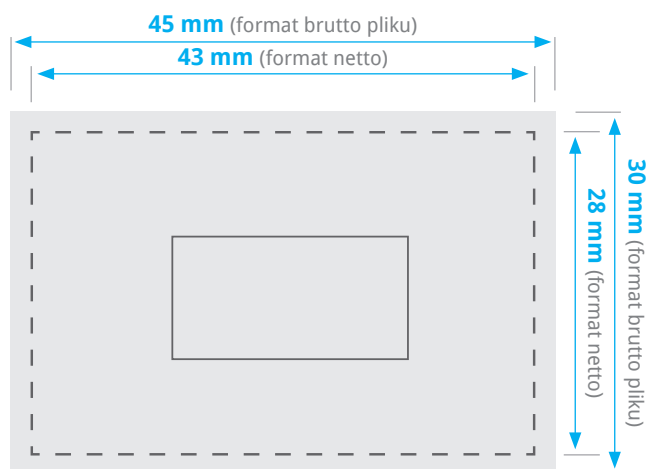 45 mm (format brutto pliku)
43 mm (format netto)
30 mm (format brutto pliku)
28 mm (format netto)